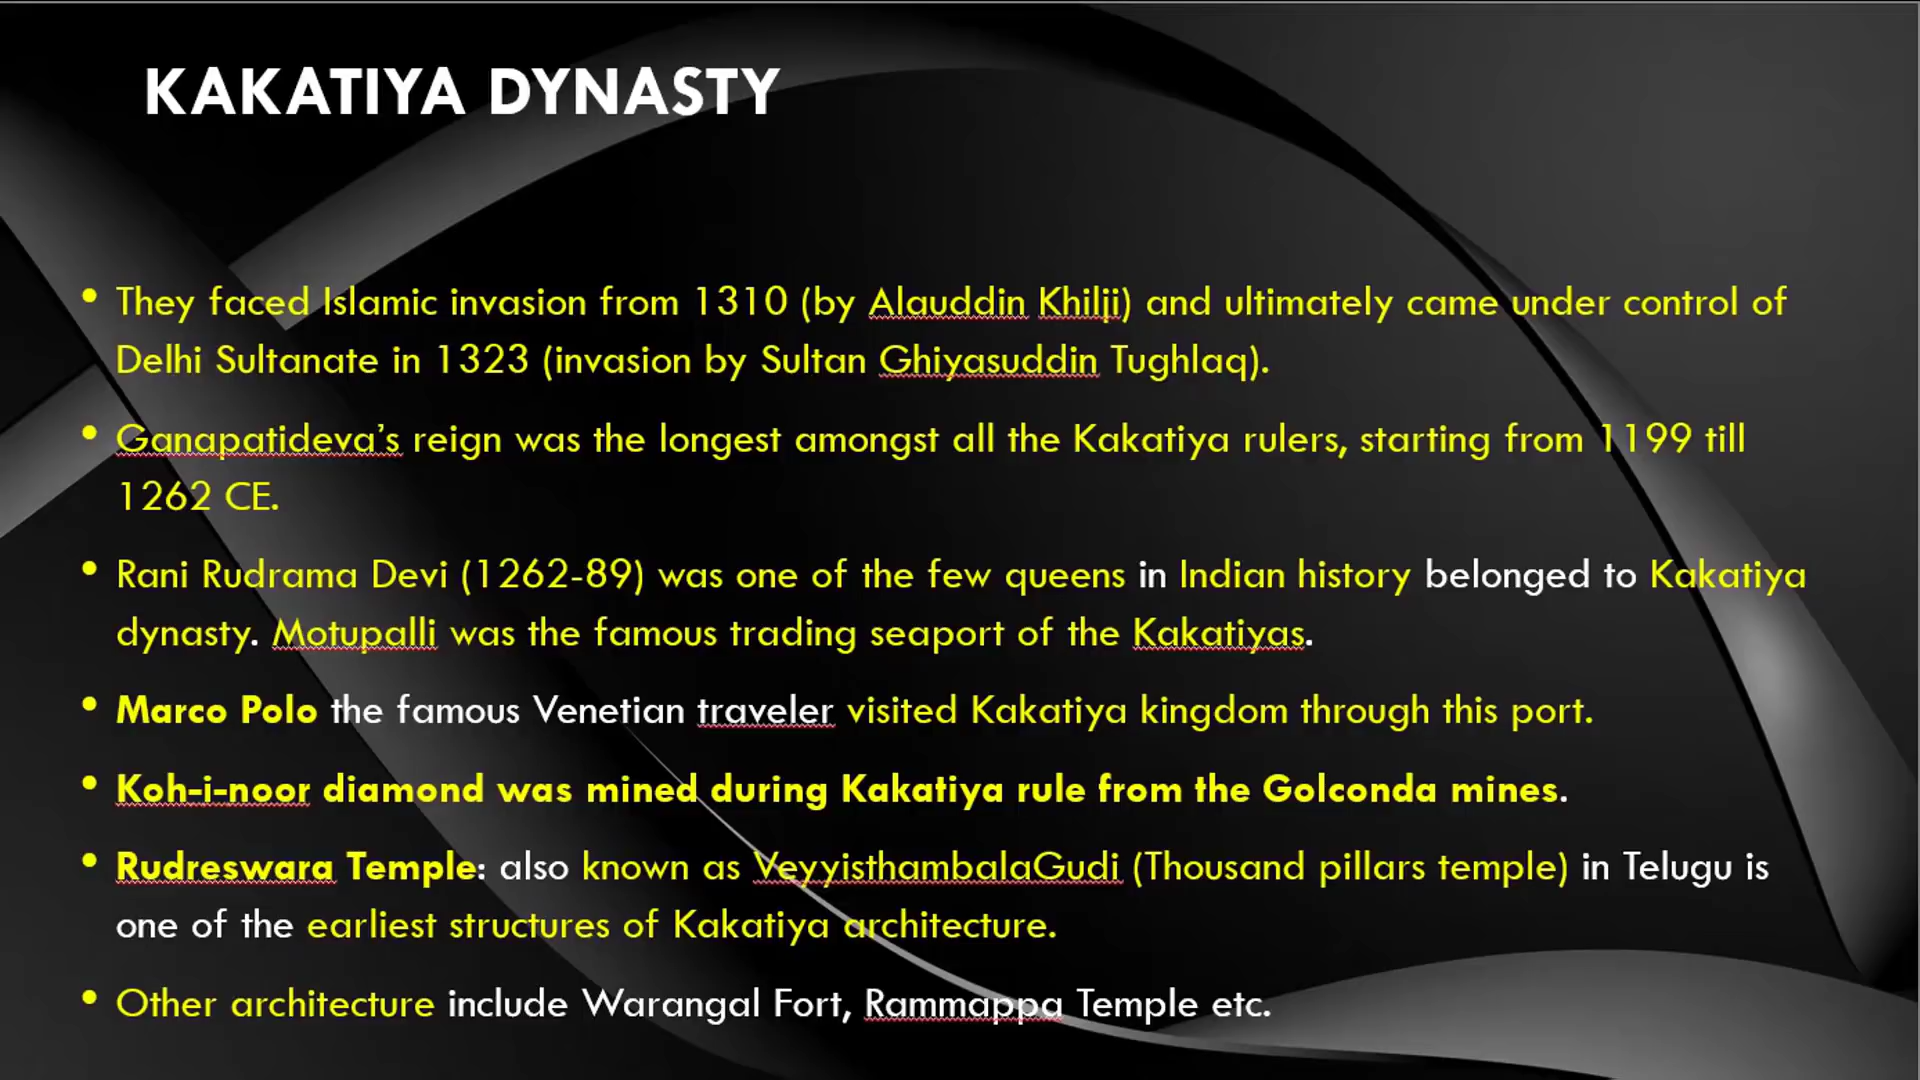 KAKATIYA DYNASTY
• They faced Islamic invasion from 1310 (by Alauddin Khilji) and ultimately came under control of
Delhi Sultanate in 1323 (invasion by Sultan Ghiyasuddin Tughlaq).
• Ganapatideva’s reign was the longest amongst all the Kakatiya rulers, starting from 1199 till
1262 CE.
• Rani Rudrama Devi (1262-89) was one of the few queens in Indian history belonged to Kakatiya
dynasty. Motupalli was the famous trading seaport of the Kakatiyas.
• Marco Polo the famous Venetian traveler visited Kakatiya kingdom through this port.
• Koh-i-noor diamond was mined during Kakatiya rule from the Golconda mines.
• Rudreswara Temple: also known as VeyyisthambalaGudi (Thousand pillars temple) in Telugu is
one of the earliest structures of Kakatiya architecture.
• Other architecture include Warangal Fort, Rammappa Temple etc.